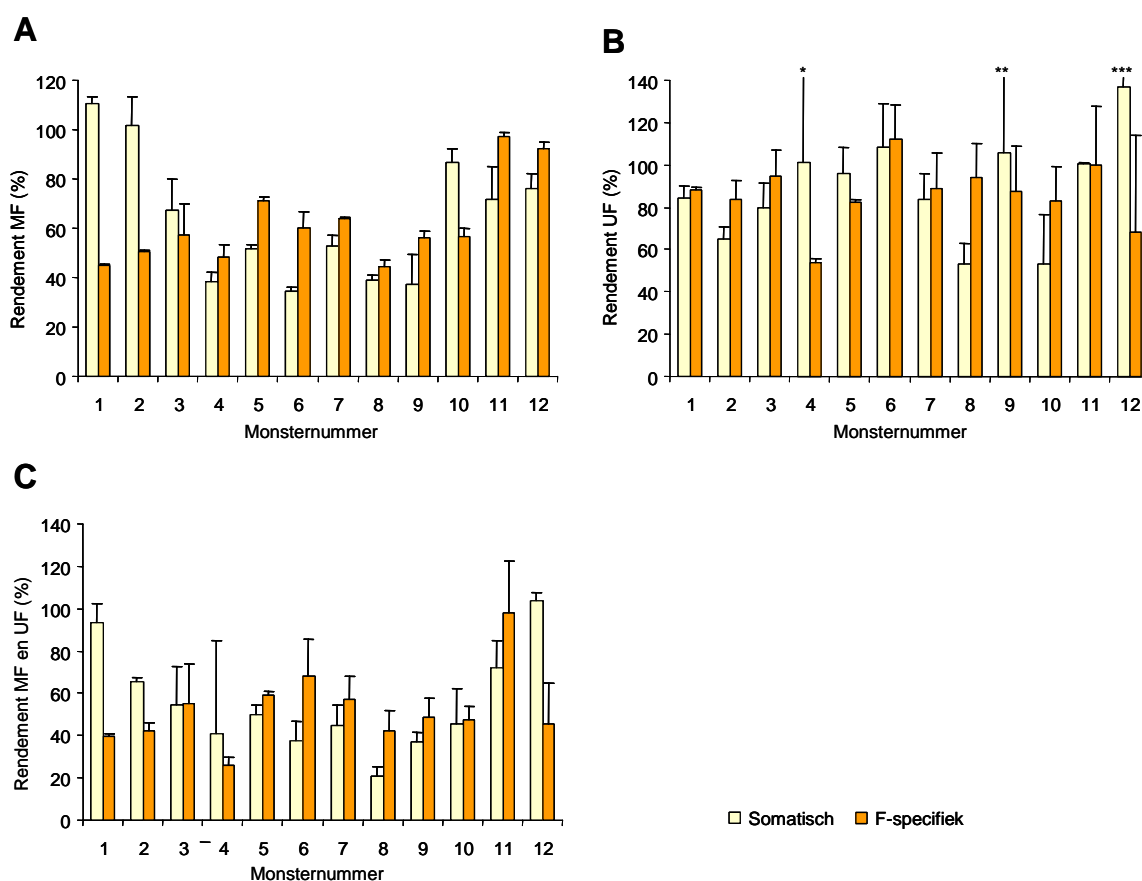 A
Rendement MF (%)
120
100
80
60
40
20
0
1 2 3 4 5 6 7 8 9 10 11 12
Monsternummer
B
Rendement UF (%)
* ** ***
140
120
100
80
60
40
20
0
1 2 3 4 5 6 7 8 9 10 11 12
Monsternummer
C
Rendement MF en UF (%)
140
120
100
80
60
40
20
0
1 2 3 4 5 6 7 8 9 10 11 12
Monsternummer
Somatisch F-specifiek